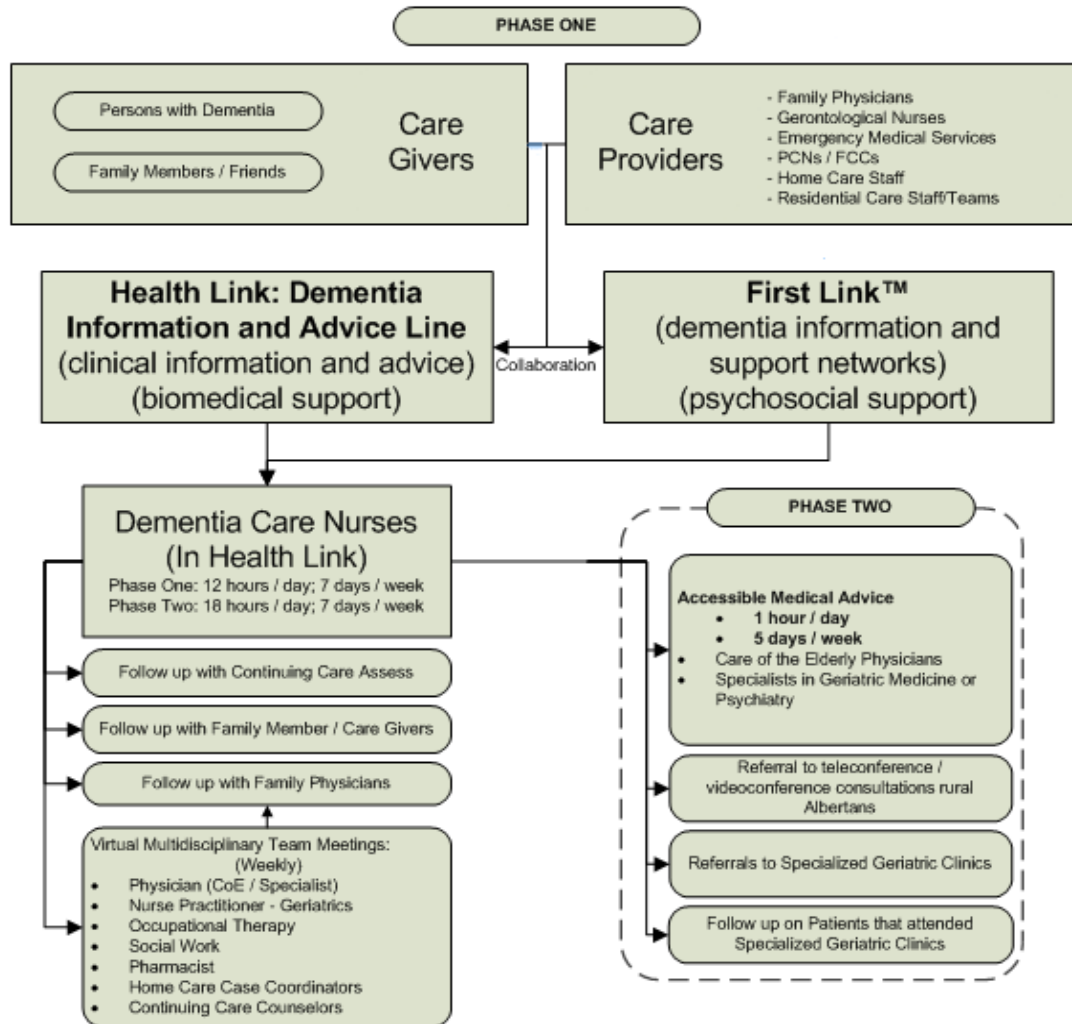 PHASE ONE
Persons with Dementia
Family Members / Friends
Care
Givers
Care
Providers
- Family Physicians
- Gerontological Nurses
- Emergency Medical Services
- PCNs / FCCs
- Home Care Staff
- Residential Care Staff/Teams
Health Link: Dementia
Information and Advice Line
(clinical information and advice)
(biomedical support)
Collaboration
First Link™
(dementia information and
support networks)
(psychosocial support)
Dementia Care Nurses
(In Health Link)
Phase One: 12 hours / day; 7 days / week
Phase Two: 18 hours / day; 7 days / week
Follow up with Continuing Care Assess
Follow up with Family Member / Care Givers
Follow up with Family Physicians
Virtual Multidisciplinary Team Meetings:
(Weekly)
• Physician (CoE / Specialist)
• Nurse Practitioner - Geriatrics
• Occupational Therapy
• Social Work
• Pharmacist
• Home Care Case Coordinators
• Continuing Care Counselors
PHASE TWO
Accessible Medical Advice
• 1 hour / day
• 5 days / week
• Care of the Elderly Physicians
• Specialists in Geriatric Medicine or
Psychiatry
Referral to teleconference /
videoconference consultations rural
Albertans
Referrals to Specialized Geriatric Clinics
Follow up on Patients that attended
Specialized Geriatric Clinics